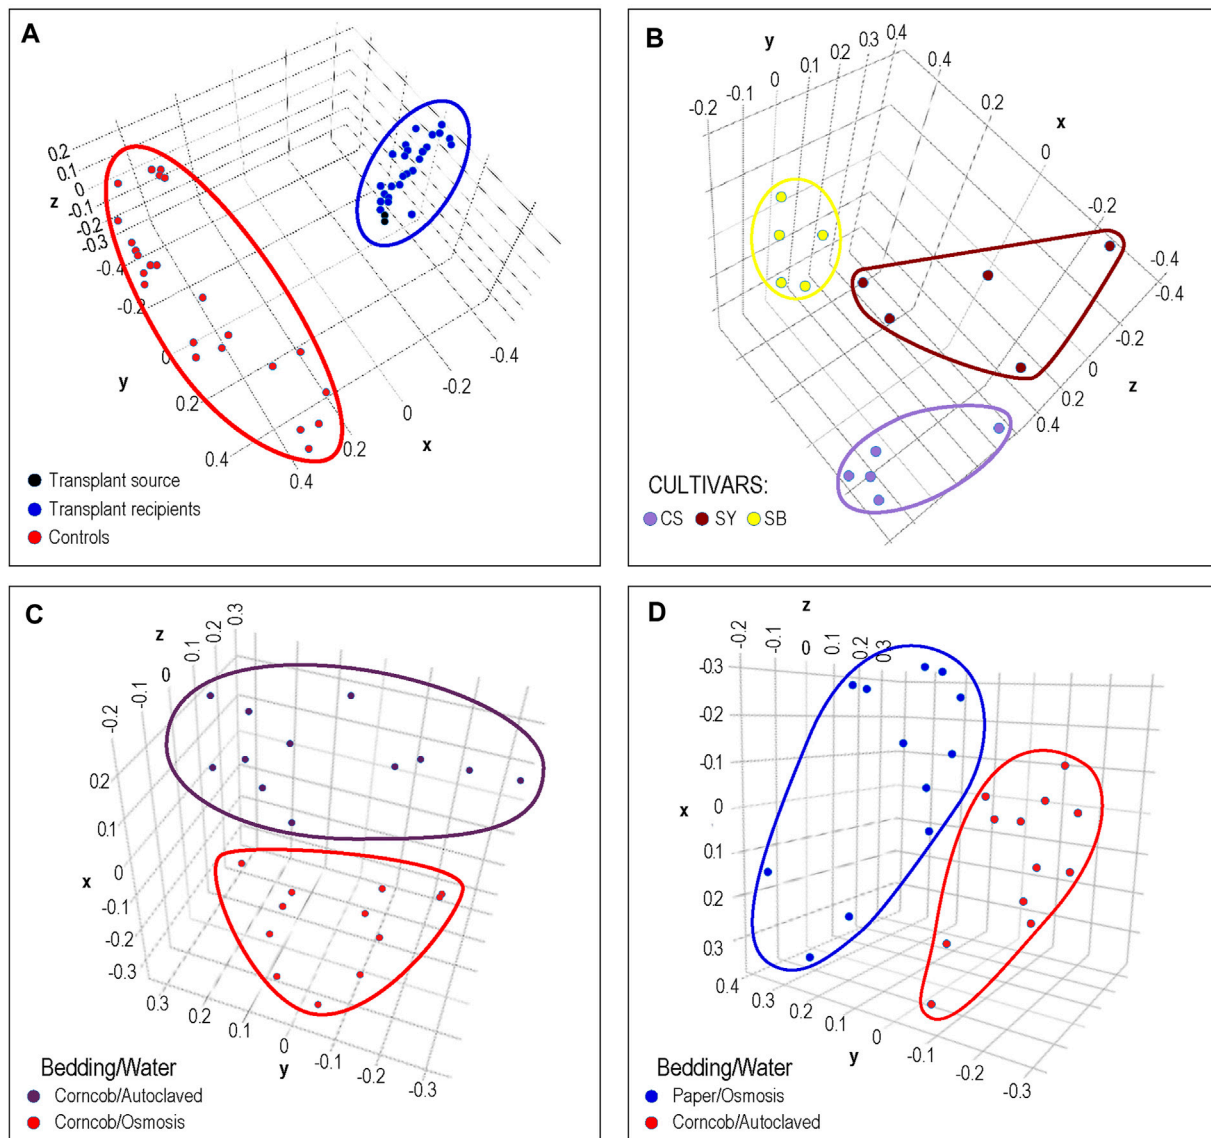 A
0.2
0.1
0
-0.1
-0.2
-0.3
z
-0.4
-0.2
0
0.2
0.4
y
0.4
0.2
0
-0.2
-0.4
x
Transplant source
Transplant recipients
Controls
B
y
-0.2
-0.1
0
0.1
0.2
0.3
0.4
0.4
0.2
0
-0.2
-0.4
x
-0.4
-0.2
0
0.2
0.4
z
CULTIVARS:
CS SY SB
C
z
-0.2
-0.1
0
0.1
0.2
0.3
0.2
0.1
0
-0.1
-0.2
-0.3
x
0.3
0.2
0.1
0
-0.1
-0.2
-0.3
y
Bedding/Water
Corncob/Autoclaved
Corncob/Osmosis
D
z
-0.2
-0.1
0
0.1
0.2
0.3
-0.3
-0.2
-0.1
0
0.1
0.2
0.3
x
0.4
0.3
0.2
0.1
0
-0.1
-0.2
-0.3
y
Bedding/Water
Paper/Osmosis
Corncob/Autoclaved